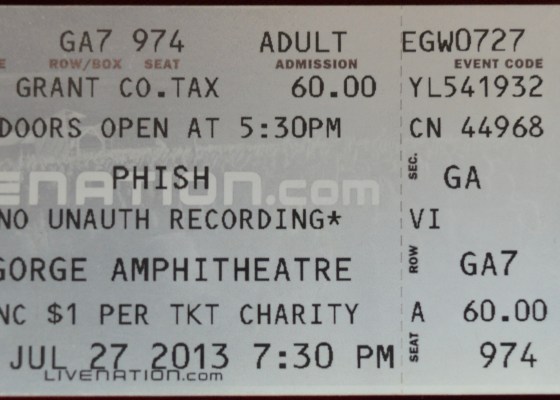 GA7 974 ADULT EGW0727
ROW/BOX SEAT ADMISSION EVENT CODE
GRANT CO.TAX 60.00 YL541932
DOORS OPEN AT 5:30PM CN 44968
PHISH SEC. GA
ENATION.com
NO UNAUTH RECORDING* VI
GORGE AMPHITHEATRE ROW GA7
NC $1 PER TKT CHARITY A 60.00
JUL 27 2013 7:30 PM SEAT 974
LIVENATION.com